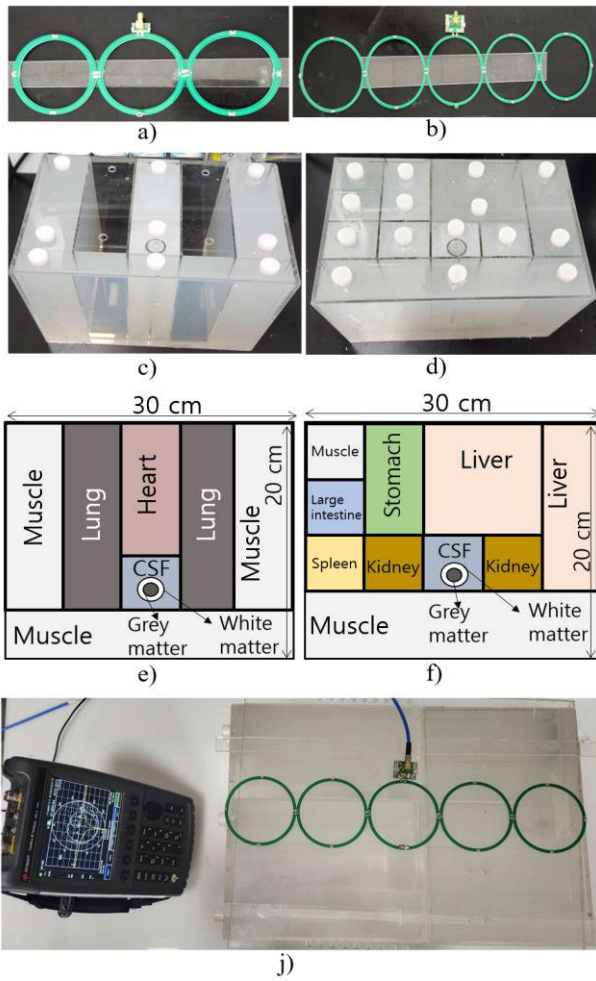 a)
b)
c)
d)
30 cm
30 cm
Muscle
Lung
Heart
Lung
Muscle
20 cm
CSF
Muscle
Grey
matter
White
matter
Muscle
Stomach
Liver
Liver
20 cm
Large
intestine
Spleen
Kidney
CSF
Kidney
Muscle
Grey
matter
White
matter
e)
f)
j)